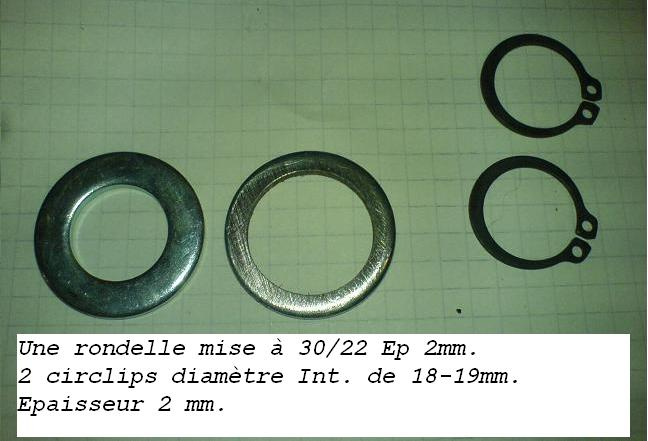 Une rondelle mise à 30/22 Ep 2mm.
2 circlips diamètre Int. de 18-19mm.
Epaisseur 2 mm.